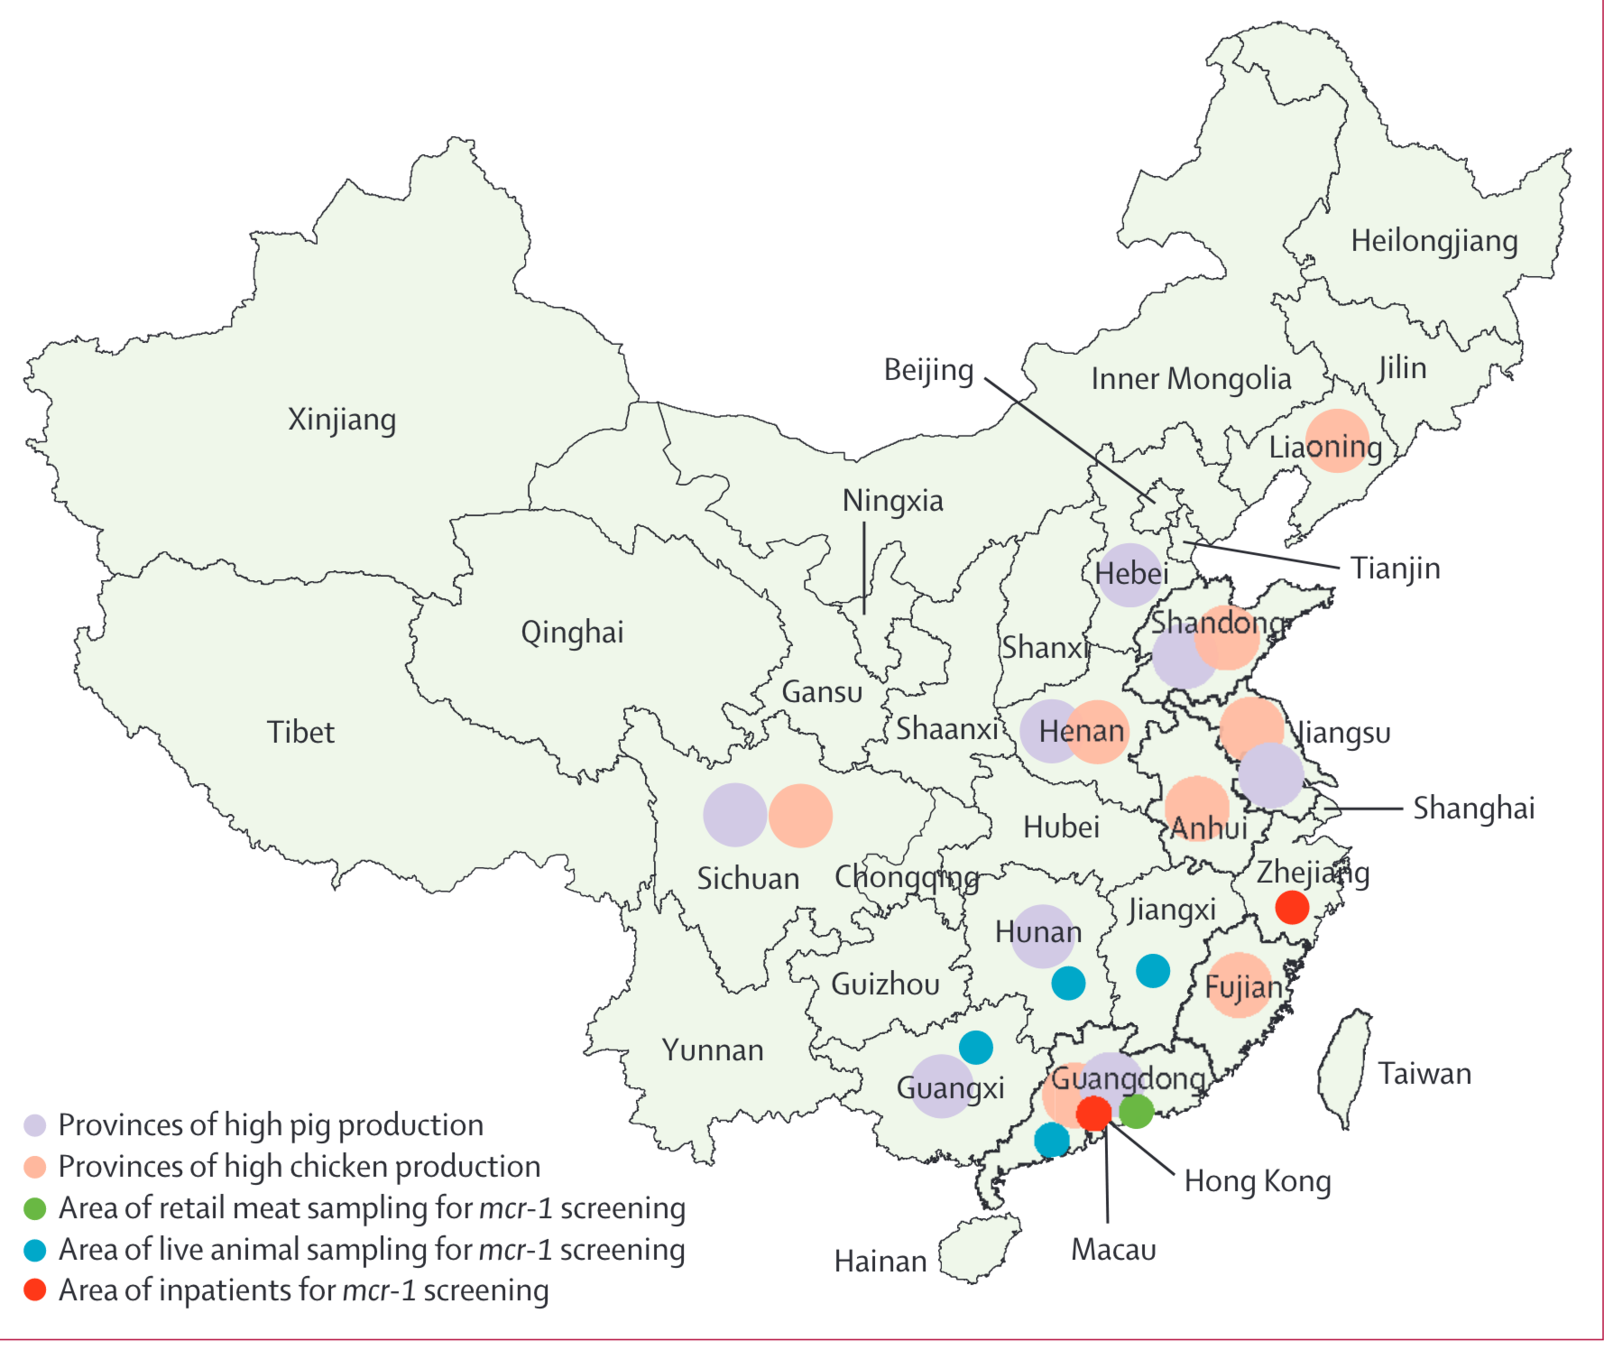 Heilongjiang
Jilin
Beijing
Inner Mongolia
Xinjiang
Liaoning
Ningxia
Tianjin
Hebei
Qinghai
Shandong
Shanxi
Gansu
Tibet
Shaanxi
Henan
Jiangsu
Shanghai
Hubei
Anhui
Sichuan
Chongqing
Zhejiang
Jiangxi
Hunan
Guizhou
Fujian
Yunnan
Guangxi
Guangdong
Taiwan
Hong Kong
Macau
Hainan
Provinces of high pig production
Provinces of high chicken production
Area of retail meat sampling for mcr-1 screening
Area of live animal sampling for mcr-1 screening
Area of inpatients for mcr-1 screening